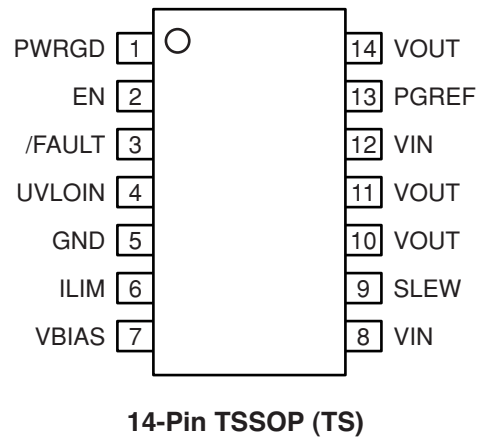 PWRGD 1 14 VOUT
EN 2 13 PGREF
/FAULT 3 12 VIN
UVLOIN 4 11 VOUT
GND 5 10 VOUT
ILIM 6 9 SLEW
VBIAS 7 8 VIN
14-Pin TSSOP (TS)